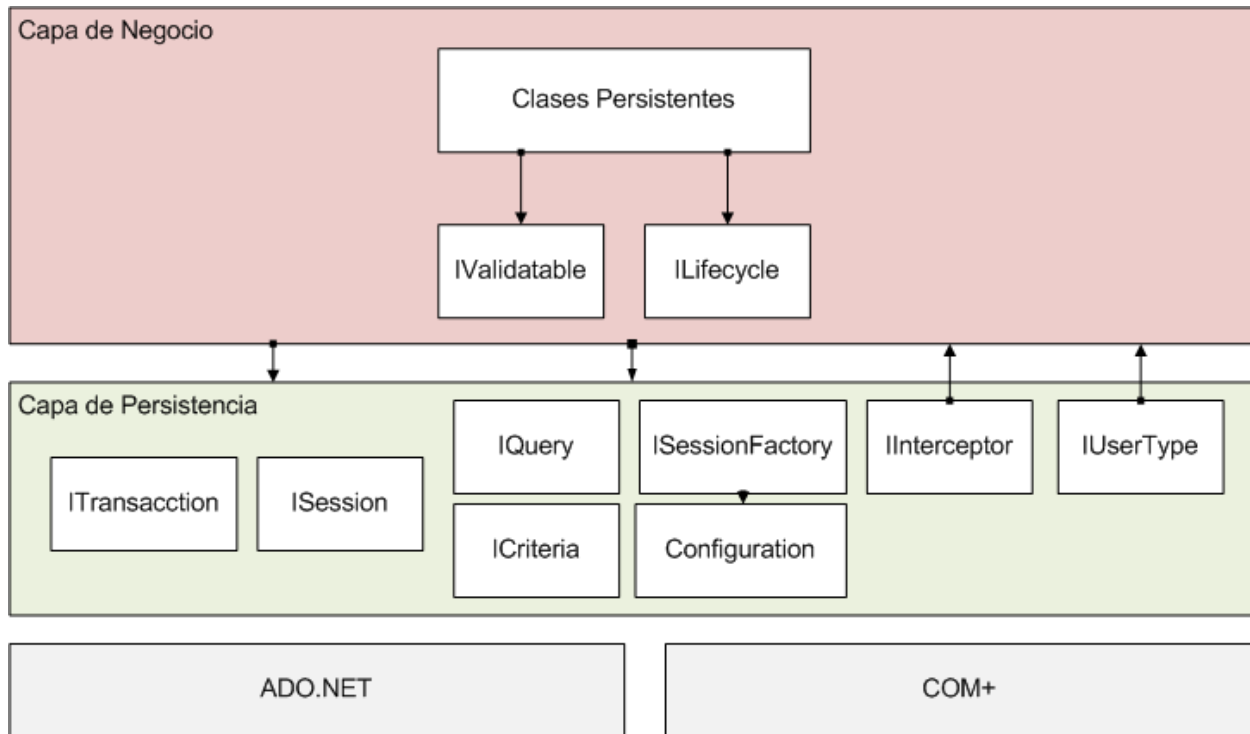 Capa de Negocio
Clases Persistentes
IValidatable
ILifecycle
Capa de Persistencia
ITransacction
ISession
IQuery
ISessionFactory
IInterceptor
IUserType
ICriteria
Configuration
ADO.NET
COM+